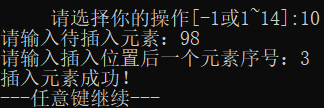 请选择你的操作[-1或1~14]:10
请输入待插入元素：98
请输入插入位置后一个元素序号：3
插入元素成功！
---任意键继续---